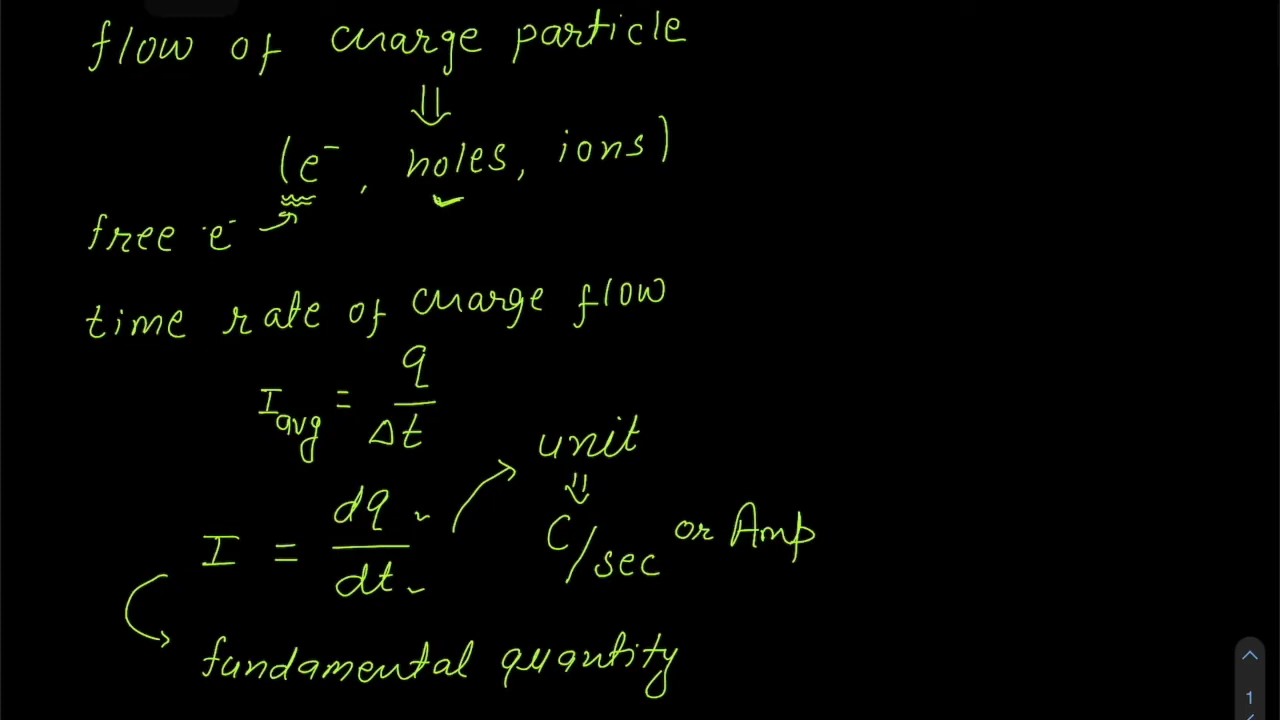 flow of charge particle
⇓
(e⁻, holes, ions)
free e⁻ →
time rate of charge flow
I_avg = q/Δt
unit
⇓
I = dq/dt
C/sec or Amp
fundamental quantity
1